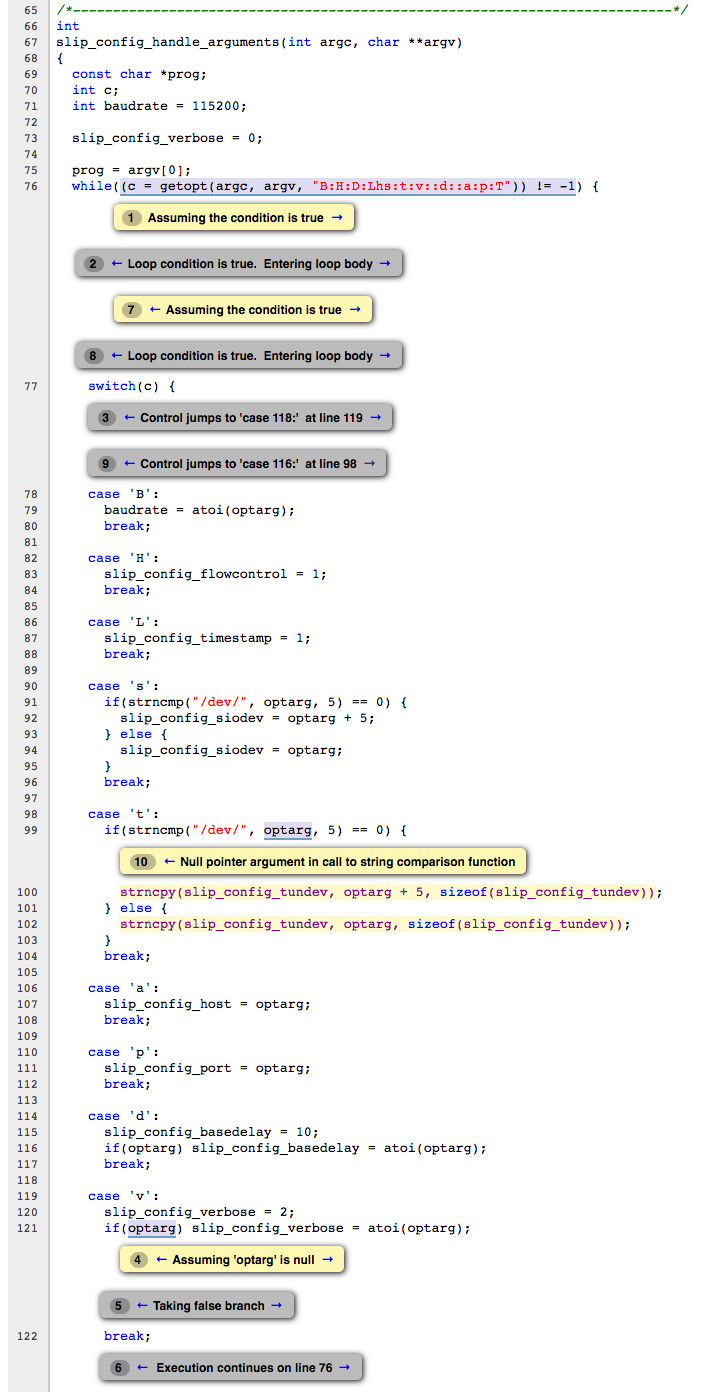 65 /*---------------------------------------------------------------------------*/
66 int
67 slip_config_handle_arguments(int argc, char **argv)
68 {
69   const char *prog;
70   int c;
71   int baudrate = 115200;
72
73   slip_config_verbose = 0;
74
75   prog = argv[0];
76   while((c = getopt(argc, argv, "B:H:D:Lhs:t:v::d::a:p:T")) != -1) {
1 Assuming the condition is true →
2 ← Loop condition is true. Entering loop body →
7 ← Assuming the condition is true →
8 ← Loop condition is true. Entering loop body →
77     switch(c) {
3 ← Control jumps to 'case 118:' at line 119 →
9 ← Control jumps to 'case 116:' at line 98 →
78     case 'B':
79       baudrate = atoi(optarg);
80       break;
81
82     case 'H':
83       slip_config_flowcontrol = 1;
84       break;
85
86     case 'L':
87       slip_config_timestamp = 1;
88       break;
89
90     case 's':
91       if(strncmp("/dev/", optarg, 5) == 0) {
92         slip_config_siodev = optarg + 5;
93       } else {
94         slip_config_siodev = optarg;
95       }
96       break;
97
98     case 't':
99       if(strncmp("/dev/", optarg, 5) == 0) {
10 ← Null pointer argument in call to string comparison function
100         strncpy(slip_config_tundev, optarg + 5, sizeof(slip_config_tundev));
101       } else {
102         strncpy(slip_config_tundev, optarg, sizeof(slip_config_tundev));
103       }
104       break;
105
106     case 'a':
107       slip_config_host = optarg;
108       break;
109
110     case 'p':
111       slip_config_port = optarg;
112       break;
113
114     case 'd':
115       slip_config_basedelay = 10;
116       if(optarg) slip_config_basedelay = atoi(optarg);
117       break;
118
119     case 'v':
120       slip_config_verbose = 2;
121       if(optarg) slip_config_verbose = atoi(optarg);
4 ← Assuming 'optarg' is null →
5 ← Taking false branch →
122       break;
6 ← Execution continues on line 76 →